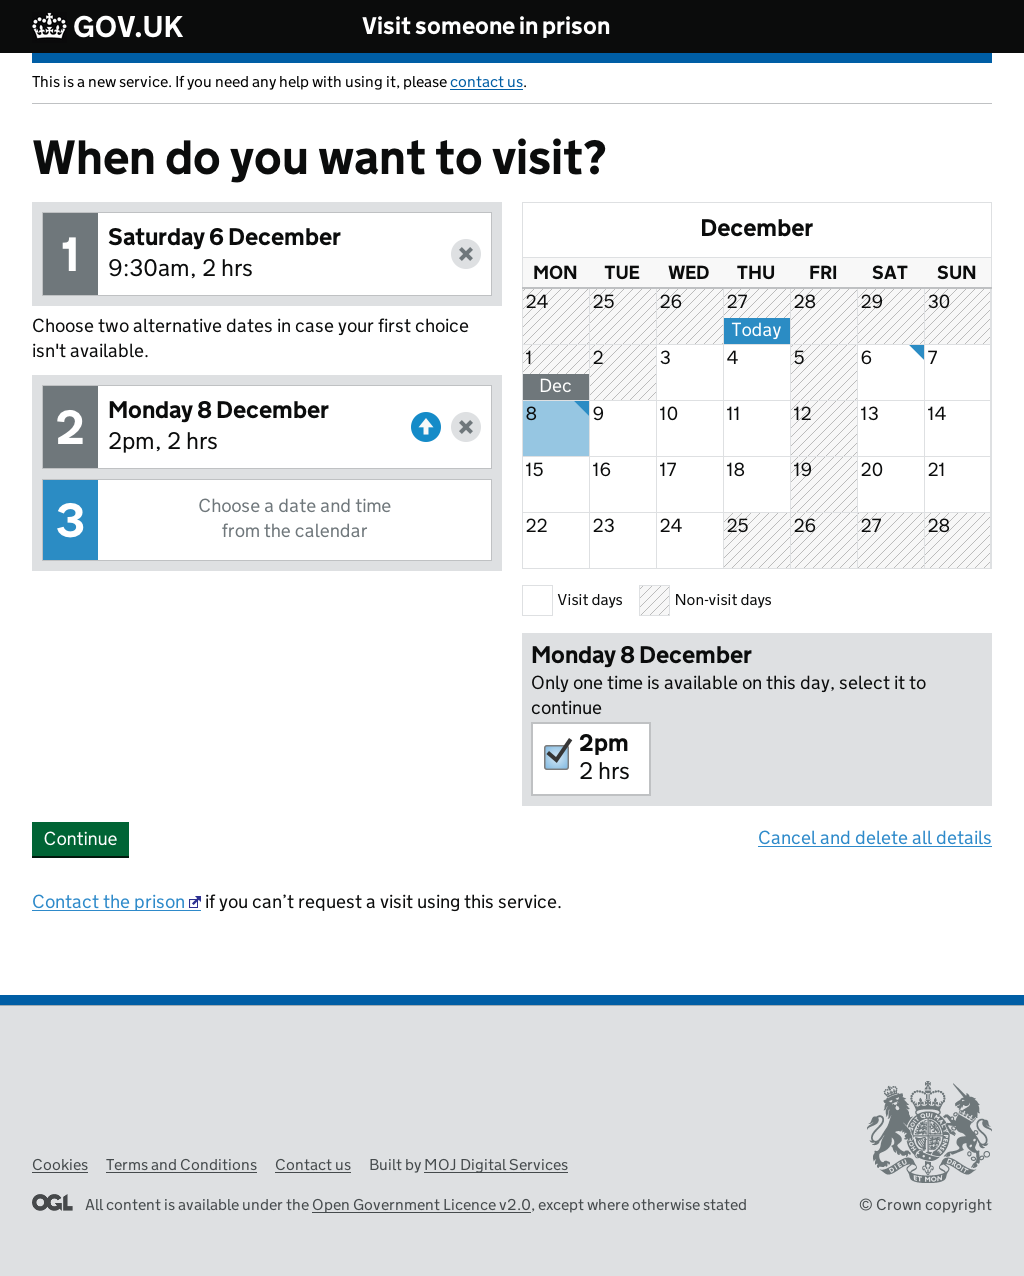 GOV.UK
Visit someone in prison
This is a new service. If you need any help with using it, please contact us.
When do you want to visit?
1
Saturday 6 December
9:30am, 2 hrs
Choose two alternative dates in case your first choice
isn't available.
2
Monday 8 December
2pm, 2 hrs
3
Choose a date and time
from the calendar
December
MON TUE WED THU FRI SAT SUN
24 25 26 27 28 29 30
Today
1 2 3 4 5 6 7
Dec
8 9 10 11 12 13 14
15 16 17 18 19 20 21
22 23 24 25 26 27 28
Visit days
Non-visit days
Monday 8 December
Only one time is available on this day, select it to
continue
2pm
2 hrs
Continue
Cancel and delete all details
Contact the prison if you can’t request a visit using this service.
Cookies Terms and Conditions Contact us Built by MOJ Digital Services
OGL All content is available under the Open Government Licence v2.0, except where otherwise stated
DIEU ET MON DROIT
© Crown copyright